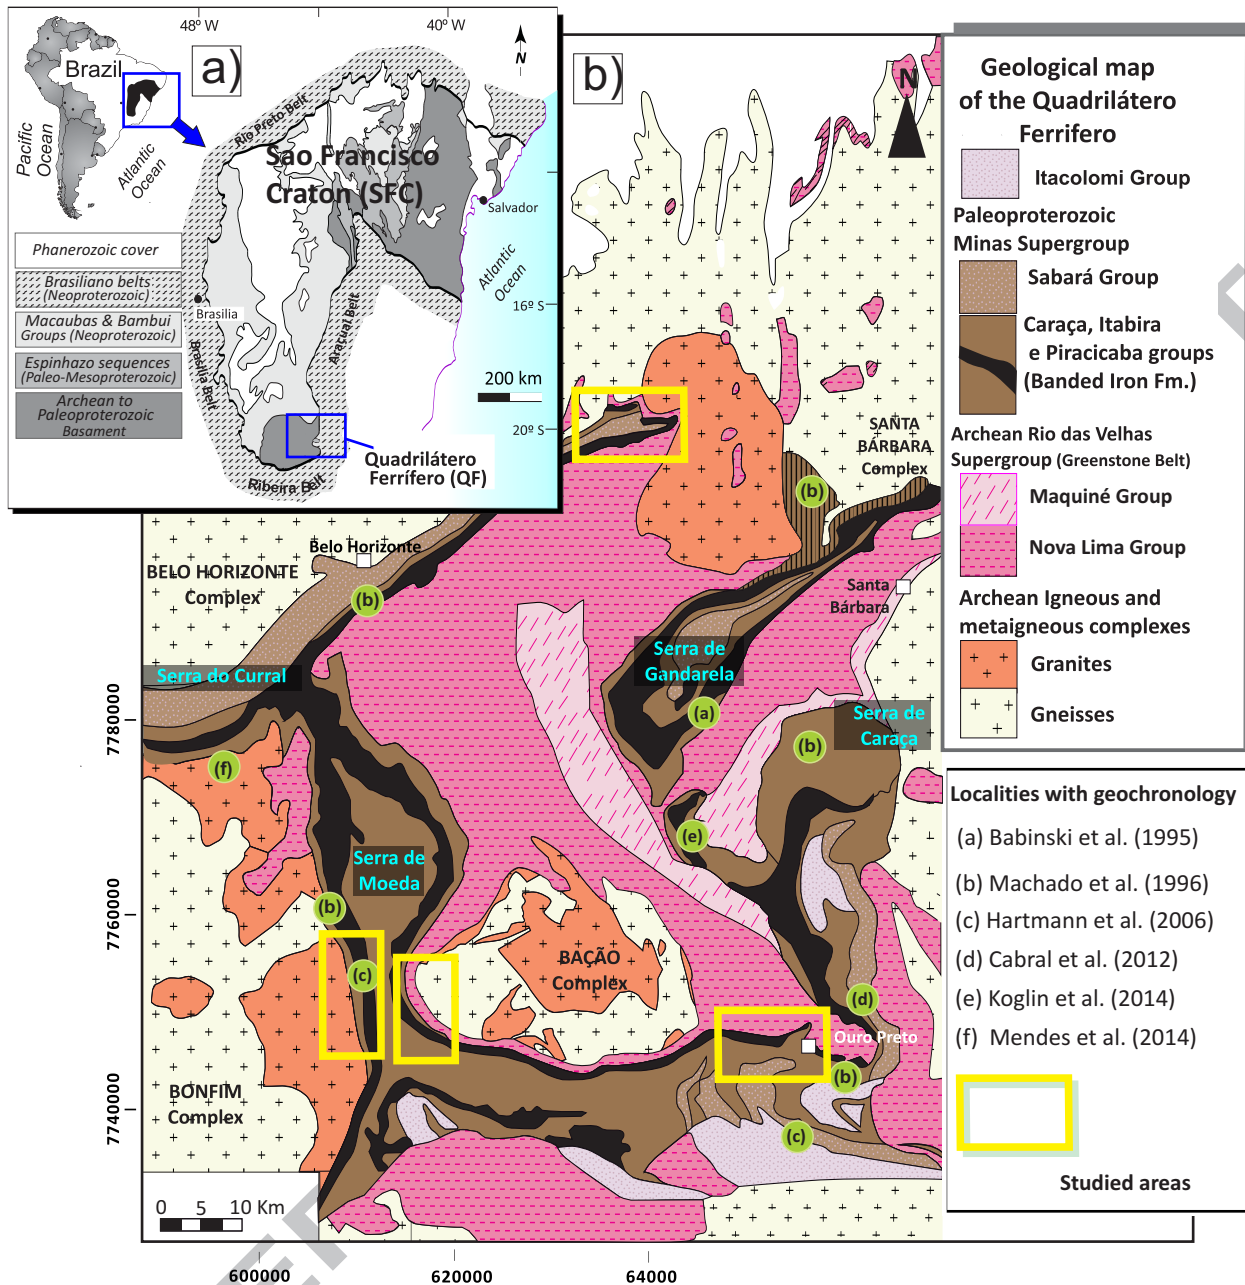 48º W
40º W
a)
N
Brazil
Pacific
Ocean
Atlantic
Ocean
Rio Preto Belt
Sao Francisco
Craton (SFC)
Salvador
Atlantic
Ocean
Phanerozoic cover
Brasiliano belts
(Neoproterozoic)
Macaubas & Bambui
Groups (Neoproterozoic)
Espinhazo sequences
(Paleo-Mesoproterozoic)
Archean to
Paleoproterozoic
Basament
Brasilia
Brasilia Belt
Araçuai Belt
16º S
200 km
20º S
Quadrilátero
Ferrífero (QF)
Ribeira Belt
b)
N
SANTA
BÁRBARA
Complex
(b)
Belo Horizonte
BELO HORIZONTE
Complex
(b)
Santa
Bárbara
Serra do Curral
Serra de
Gandarela
(a)
Serra de
Caraça
(b)
(f)
(e)
Serra de
Moeda
(b)
(c)
BAÇÃO
Complex
(d)
Ouro Preto
(b)
BONFIM
Complex
(c)
0 5 10 Km
7780000
7760000
7740000
600000
620000
64000
Geological map
of the Quadrilátero
Ferrifero
Itacolomi Group
Paleoproterozoic
Minas Supergroup
Sabará Group
Caraça, Itabira
e Piracicaba groups
(Banded Iron Fm.)
Archean Rio das Velhas
Supergroup (Greenstone Belt)
Maquiné Group
Nova Lima Group
Archean Igneous and
metaigneous complexes
Granites
Gneisses
Localities with geochronology
(a) Babinski et al. (1995)
(b) Machado et al. (1996)
(c) Hartmann et al. (2006)
(d) Cabral et al. (2012)
(e) Koglin et al. (2014)
(f) Mendes et al. (2014)
Studied areas